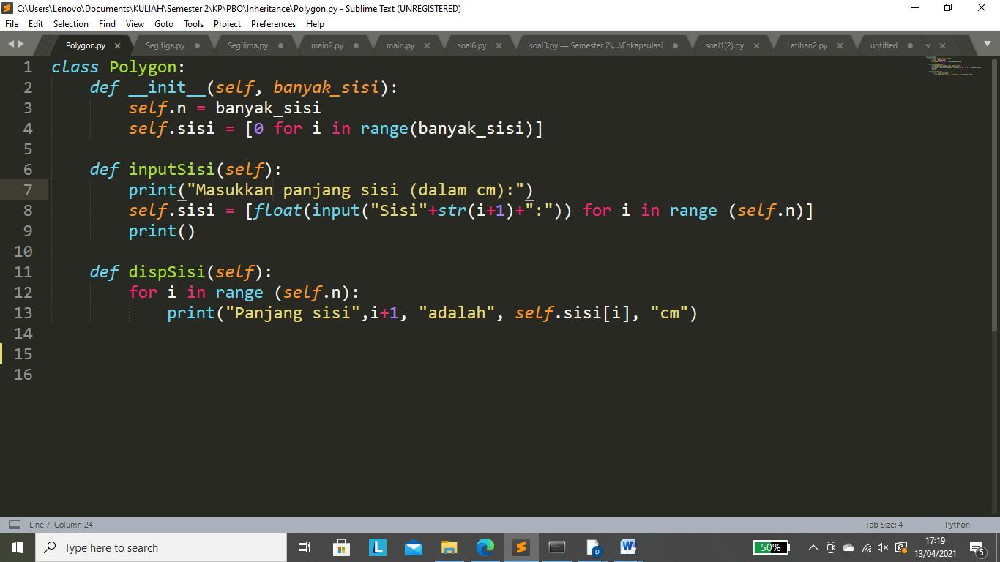 C:\Users\Lenovo\Documents\KULIAH\Semester 2\KP\PBO\Inheritance\Polygon.py - Sublime Text (UNREGISTERED)
File Edit Selection Find View Goto Tools Project Preferences Help
Polygon.py Segitiga.py Segilima.py main2.py main.py soal6.py soal3.py — Semester 2\...\Enkapsulasi soal1(2).py Latihan2.py untitled
1 class Polygon:
2     def __init__(self, banyak_sisi):
3         self.n = banyak_sisi
4         self.sisi = [0 for i in range(banyak_sisi)]
5
6     def inputSisi(self):
7         print("Masukkan panjang sisi (dalam cm):")
8         self.sisi = [float(input("Sisi"+str(i+1)+":")) for i in range (self.n)]
9         print()
10
11     def dispSisi(self):
12         for i in range (self.n):
13             print("Panjang sisi",i+1, "adalah", self.sisi[i], "cm")
14
15
16
Line 7, Column 24 Tab Size: 4 Python
Type here to search L W 50% 17:19
13/04/2021 5